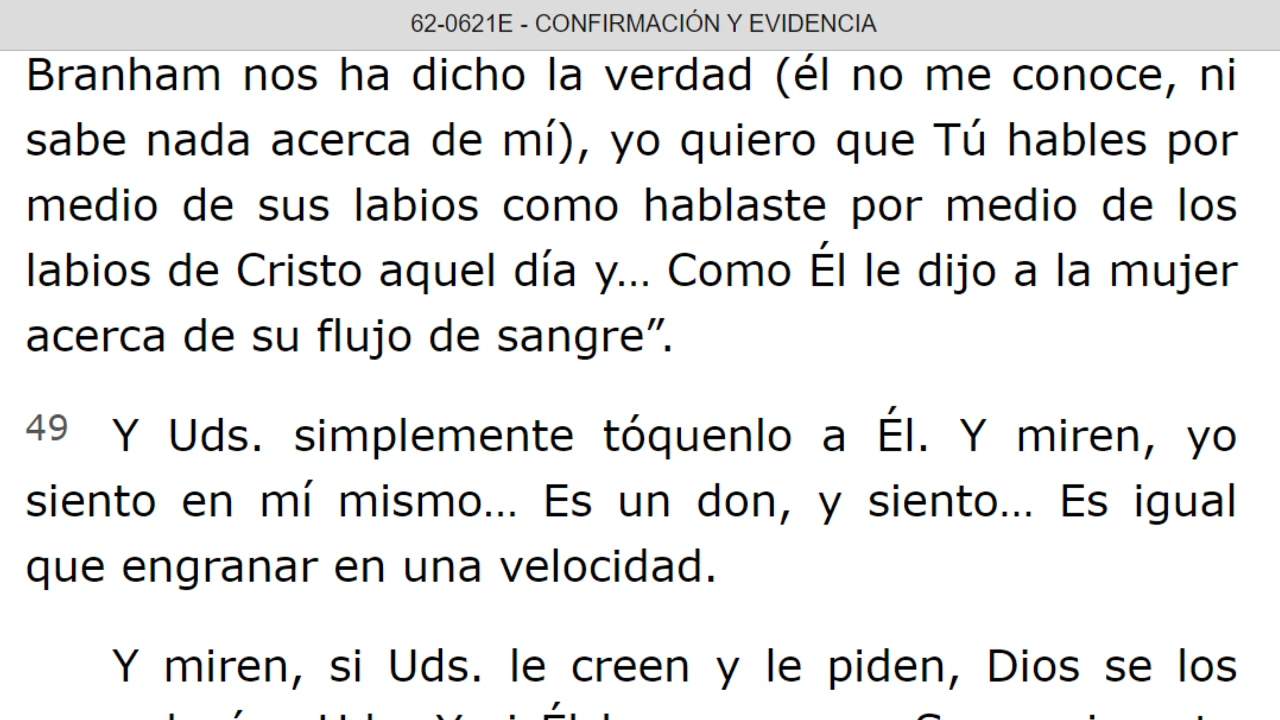 62-0621E - CONFIRMACIÓN Y EVIDENCIA
Branham nos ha dicho la verdad (él no me conoce, ni
sabe nada acerca de mí), yo quiero que Tú hables por
medio de sus labios como hablaste por medio de los
labios de Cristo aquel día y… Como Él le dijo a la mujer
acerca de su flujo de sangre”.
49 Y Uds. simplemente tóquenlo a Él. Y miren, yo
siento en mí mismo… Es un don, y siento… Es igual
que engranar en una velocidad.
Y miren, si Uds. le creen y le piden, Dios se los